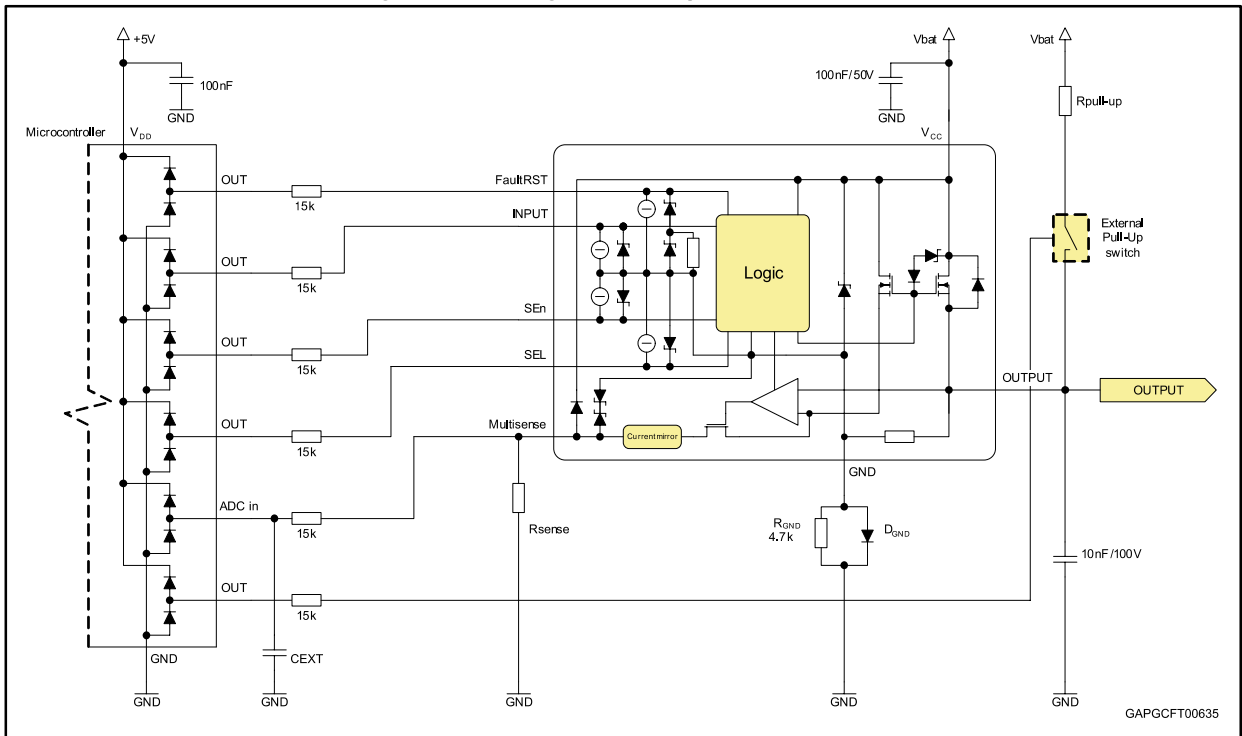 +5V
Vbat
Vbat
100nF
100nF/50V
GND
GND
Rpull-up
Microcontroller
VDD
VCC
OUT
15k
FaultRST
INPUT
OUT
15k
External
Pull-Up
switch
Logic
SEn
OUT
15k
SEL
OUTPUT
OUTPUT
OUT
15k
Multisense
Current mirror
GND
ADC in
15k
Rsense
RGND
4.7k
DGND
10nF/100V
OUT
15k
GND
CEXT
GND
GND
GND
GND
GND
GAPGCFT00635